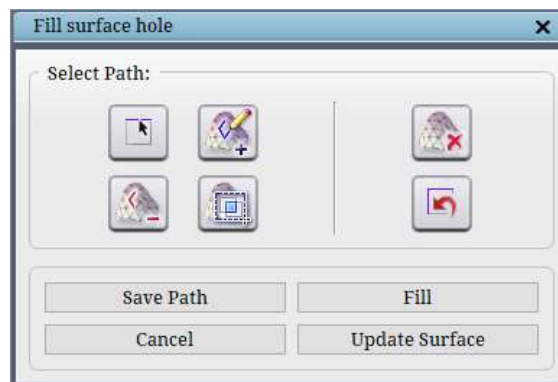 Fill surface hole
Select Path:
Save Path
Fill
Cancel
Update Surface